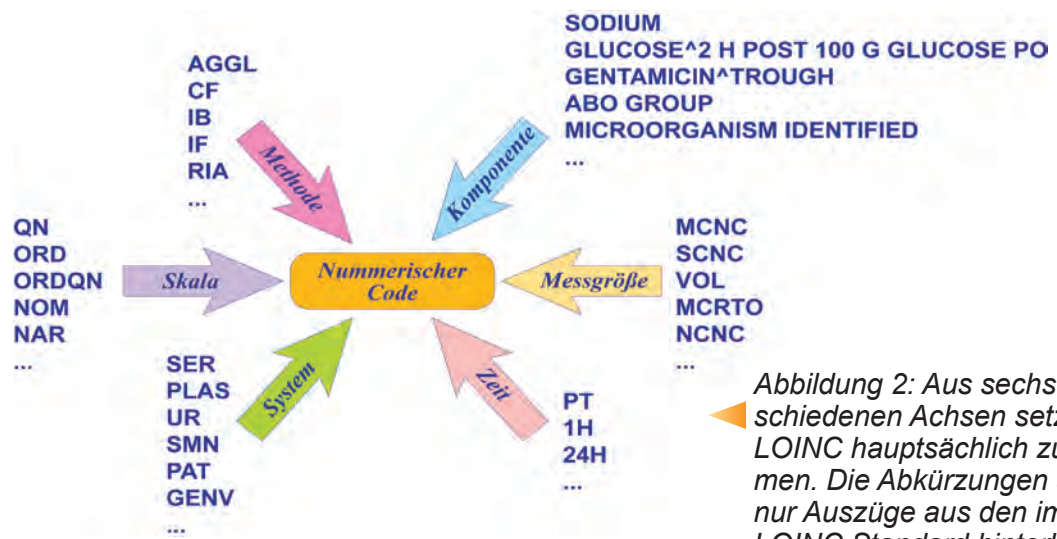 SODIUM
GLUCOSE^2 H POST 100 G GLUCOSE PO
GENTAMICIN^TROUGH
ABO GROUP
MICROORGANISM IDENTIFIED
...
AGGL
CF
IB
IF
RIA
...
Methode
Komponente
QN
ORD
ORDQN
NOM
NAR
...
Skala
Nummerischer
Code
Messgröße
MCNC
SCNC
VOL
MCRTO
NCNC
...
SER
PLAS
UR
SMN
PAT
GENV
...
System
Zeit
PT
1H
24H
...
Abbildung 2: Aus sechs
schiedenen Achsen setz
LOINC hauptsächlich zu
men. Die Abkürzungen
nur Auszüge aus den im